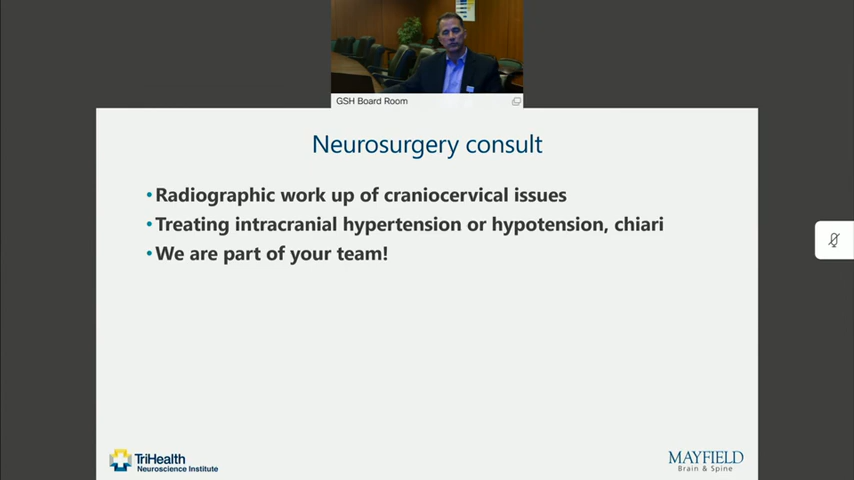 GSH Board Room
Neurosurgery consult
• Radiographic work up of craniocervical issues
• Treating intracranial hypertension or hypotension, chiari
• We are part of your team!
TriHealth
Neuroscience Institute
MAYFIELD
Brain & Spine